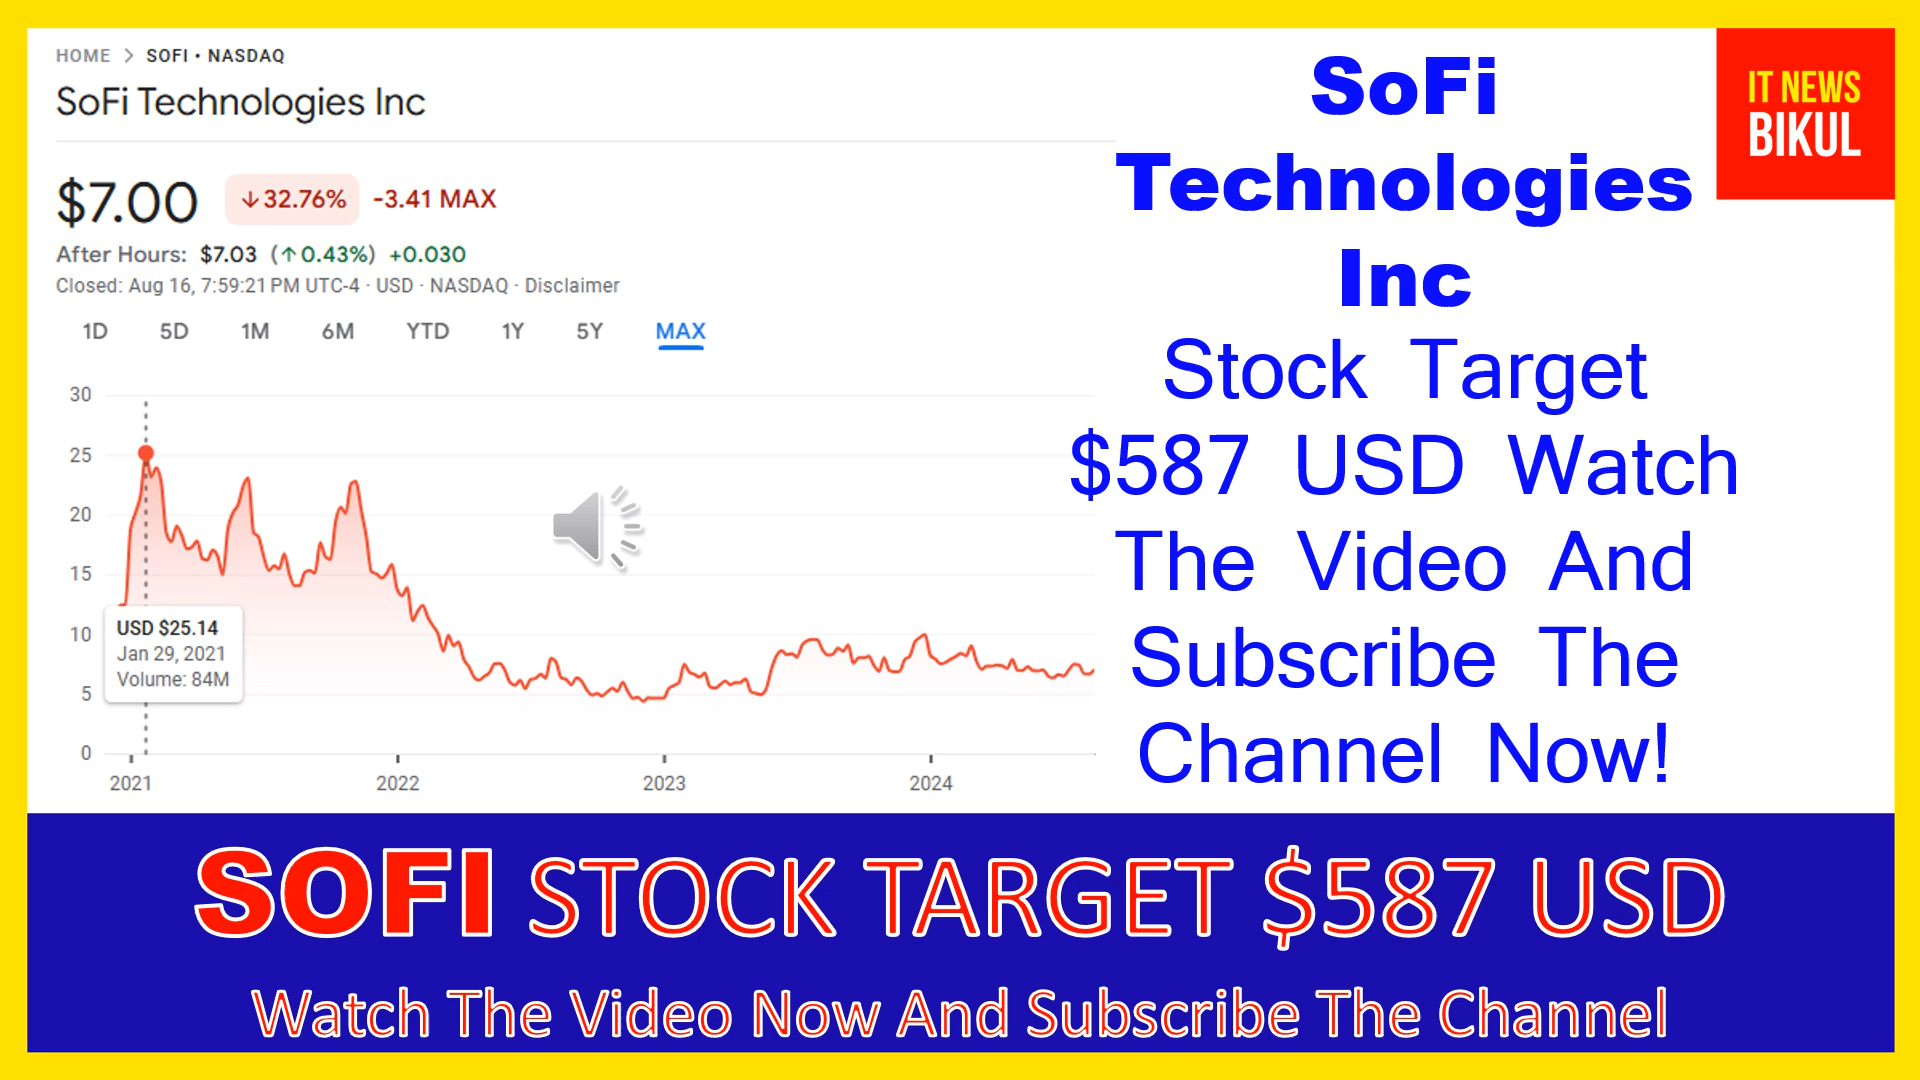 HOME > SOFI • NASDAQ
SoFi Technologies Inc
$7.00 ↓32.76% -3.41 MAX
After Hours: $7.03 (↑0.43%) +0.030
Closed: Aug 16, 7:59:21 PM UTC-4 · USD · NASDAQ · Disclaimer
1D 5D 1M 6M YTD 1Y 5Y MAX
30
25
20
15
10
5
0
USD $25.14
Jan 29, 2021
Volume: 84M
2021 2022 2023 2024
SoFi
Technologies
Inc
Stock Target
$587 USD Watch
The Video And
Subscribe The
Channel Now!
IT NEWS
BIKUL
SOFI STOCK TARGET $587 USD
Watch The Video Now And Subscribe The Channel